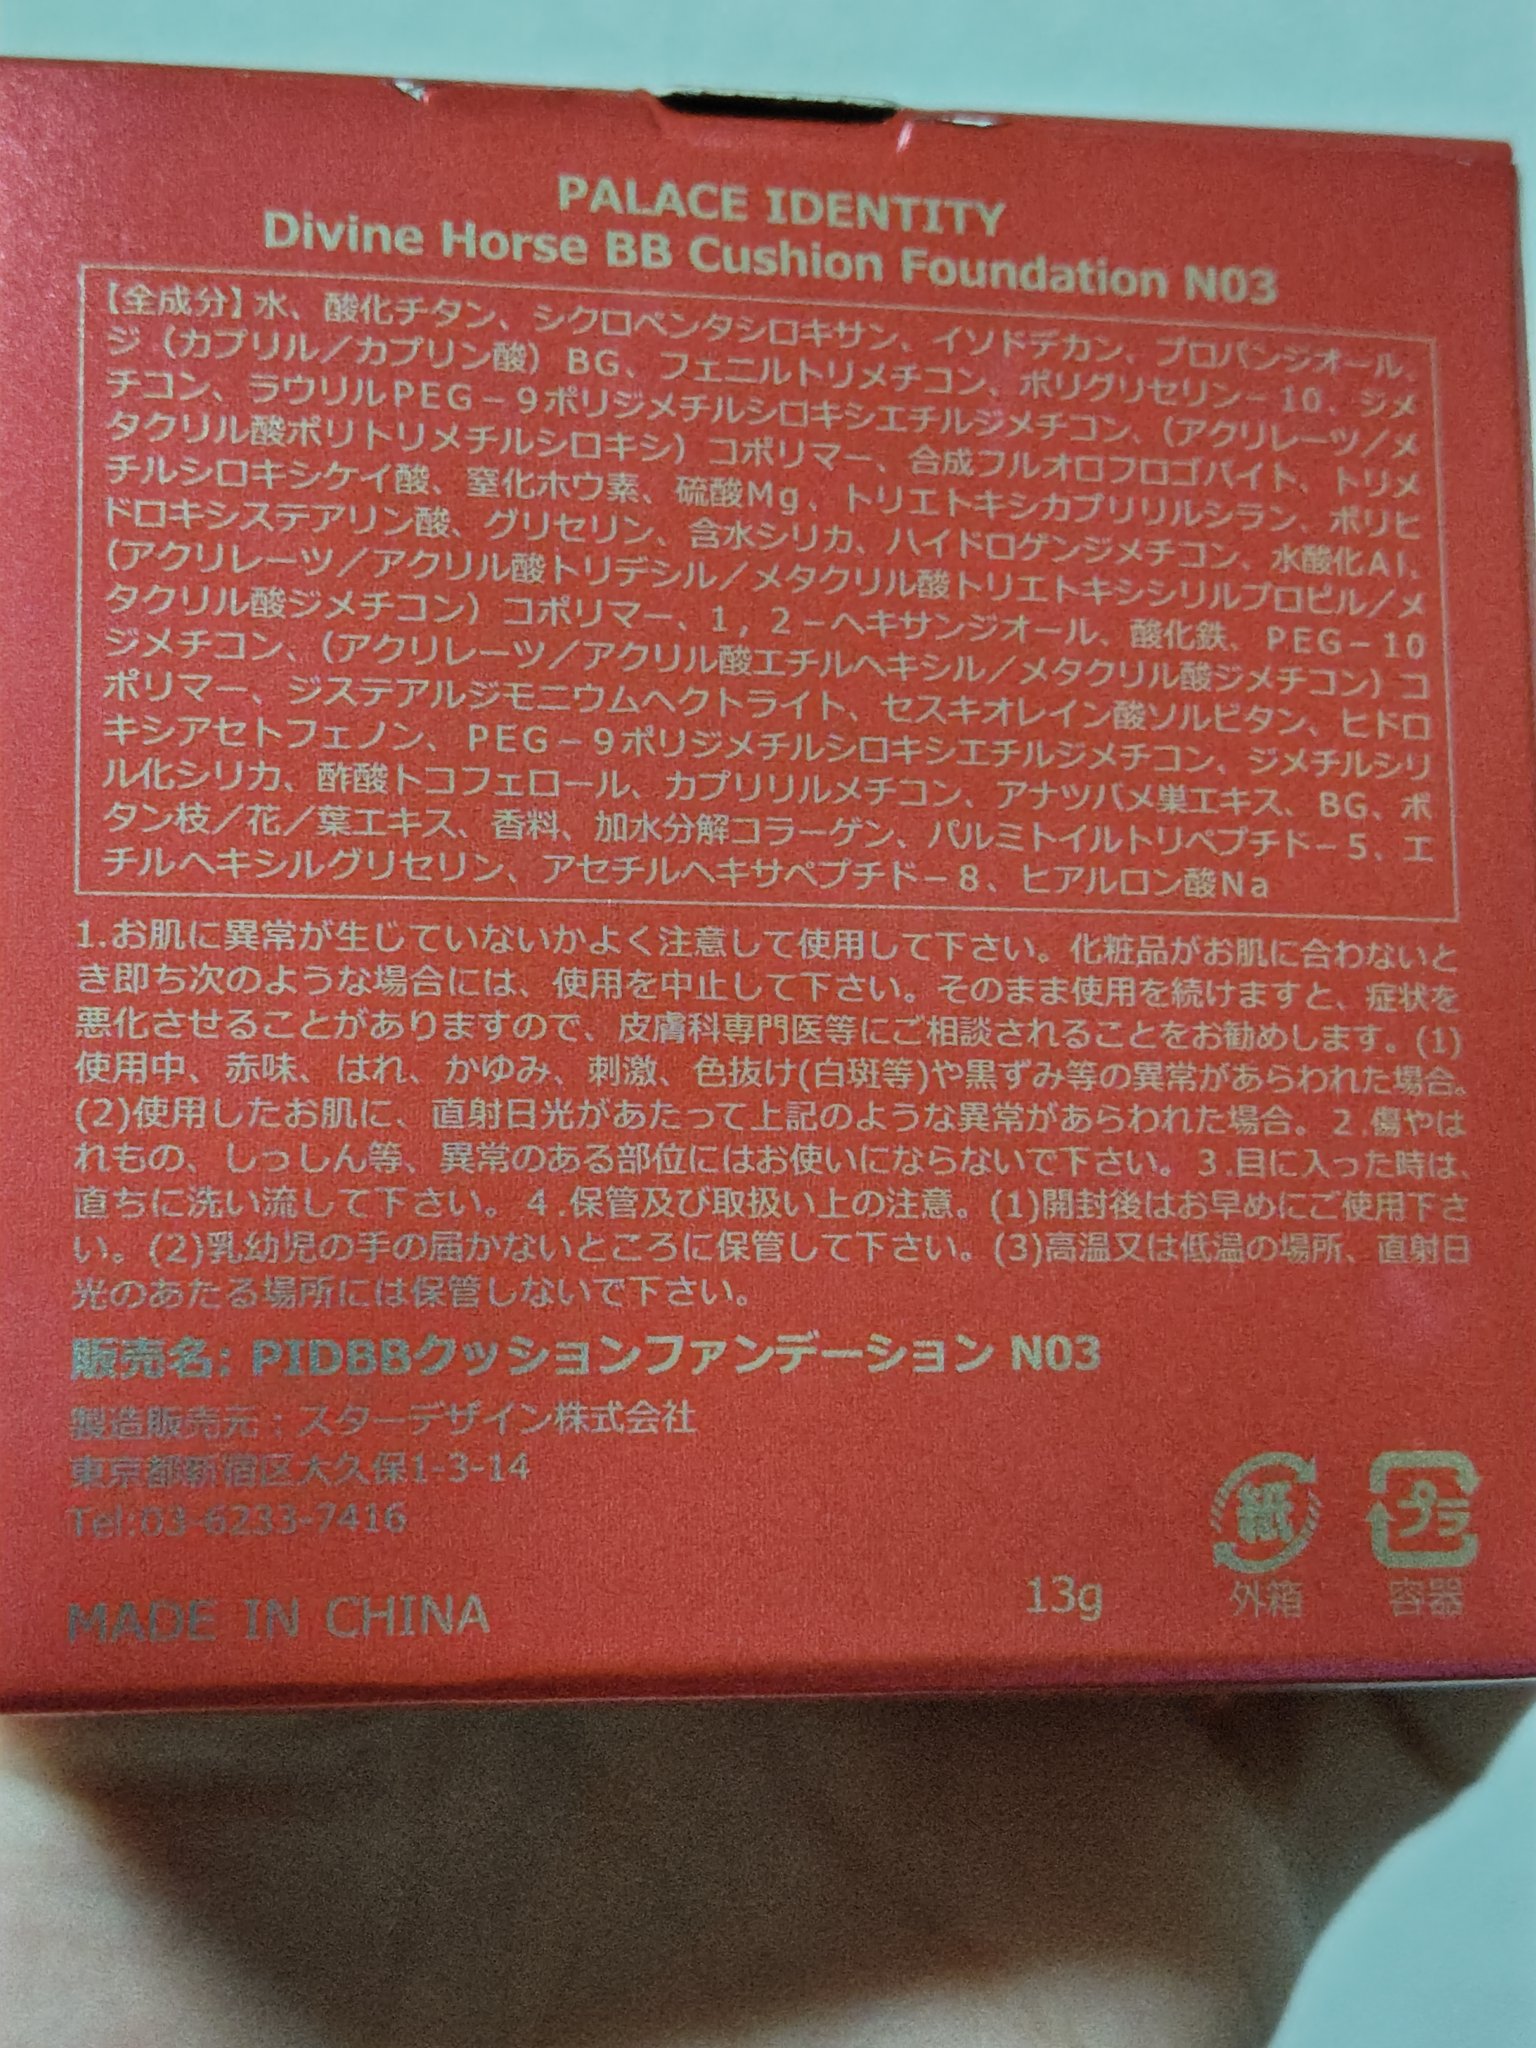 PALACE IDENTITY
Divine Horse BB Cushion Foundation N03
【全成分】水、酸化チタン、シクロペンタシロキサン、イソドデカン、プロパンジオール、
ジ（カプリル／カプリン酸）BG、フェニルトリメチコン、ポリグリセリン－10、ジメ
チコン、ラウリルPEG－9ポリジメチルシロキシエチルジメチコン、（アクリレーツ／メ
タクリル酸ポリトリメチルシロキシ）コポリマー、合成フルオロフロゴパイト、トリメ
チルシロキシケイ酸、窒化ホウ素、硫酸Mg、トリエトキシカプリリルシラン、ポリヒ
ドロキシステアリン酸、グリセリン、含水シリカ、ハイドロゲンジメチコン、水酸化Al、
（アクリレーツ／アクリル酸トリデシル／メタクリル酸トリエトキシシリルプロピル／メ
タクリル酸ジメチコン）コポリマー、1，2－ヘキサンジオール、酸化鉄、PEG－10
ジメチコン、（アクリレーツ／アクリル酸エチルヘキシル／メタクリル酸ジメチコン）コ
ポリマー、ジステアルジモニウムヘクトライト、セスキオレイン酸ソルビタン、ヒドロ
キシアセトフェノン、PEG－9ポリジメチルシロキシエチルジメチコン、ジメチルシリ
ル化シリカ、酢酸トコフェロール、カプリリルメチコン、アナツバメ巣エキス、BG、ボ
タン枝／花／葉エキス、香料、加水分解コラーゲン、パルミトイルトリペプチド－5、エ
チルヘキシルグリセリン、アセチルヘキサペプチド－8、ヒアルロン酸Na
1.お肌に異常が生じていないかよく注意して使用して下さい。化粧品がお肌に合わないと
き即ち次のような場合には、使用を中止して下さい。そのまま使用を続けますと、症状を
悪化させることがありますので、皮膚科専門医等にご相談されることをお勧めします。(1)
使用中、赤味、はれ、かゆみ、刺激、色抜け(白斑等)や黒ずみ等の異常があらわれた場合。
(2)使用したお肌に、直射日光があたって上記のような異常があらわれた場合。2.傷やは
れもの、しっしん等、異常のある部位にはお使いにならないで下さい。3.目に入った時は、
直ちに洗い流して下さい。4.保管及び取扱い上の注意。(1)開封後はお早めにご使用下さ
い。(2)乳幼児の手の届かないところに保管して下さい。(3)高温又は低温の場所、直射日
光のあたる場所には保管しないで下さい。
販売名: PIDBBクッションファンデーション N03
製造販売元：スターデザイン株式会社
東京都新宿区大久保1-3-14
Tel:03-6233-7416
MADE IN CHINA
13g
紙
外箱
プラ
容器